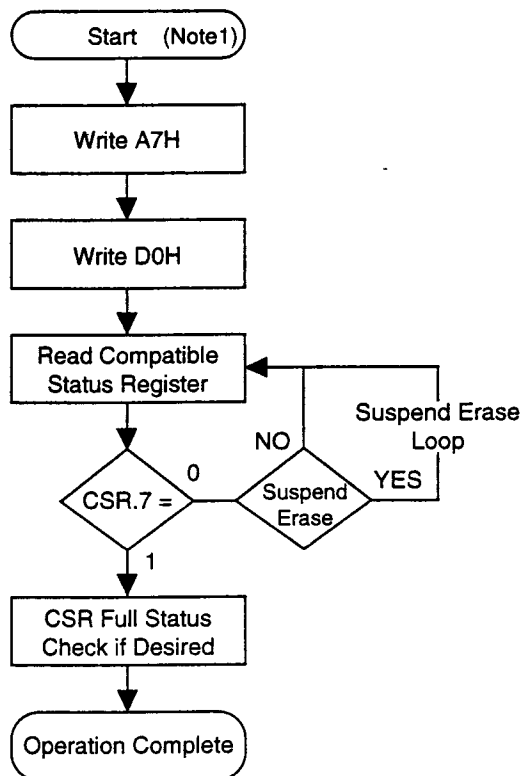 Start (Note1)
Write A7H
Write D0H
Read Compatible
Status Register
Suspend Erase
Loop
NO
0
YES
CSR.7 =
Suspend
Erase
1
CSR Full Status
Check if Desired
Operation Complete